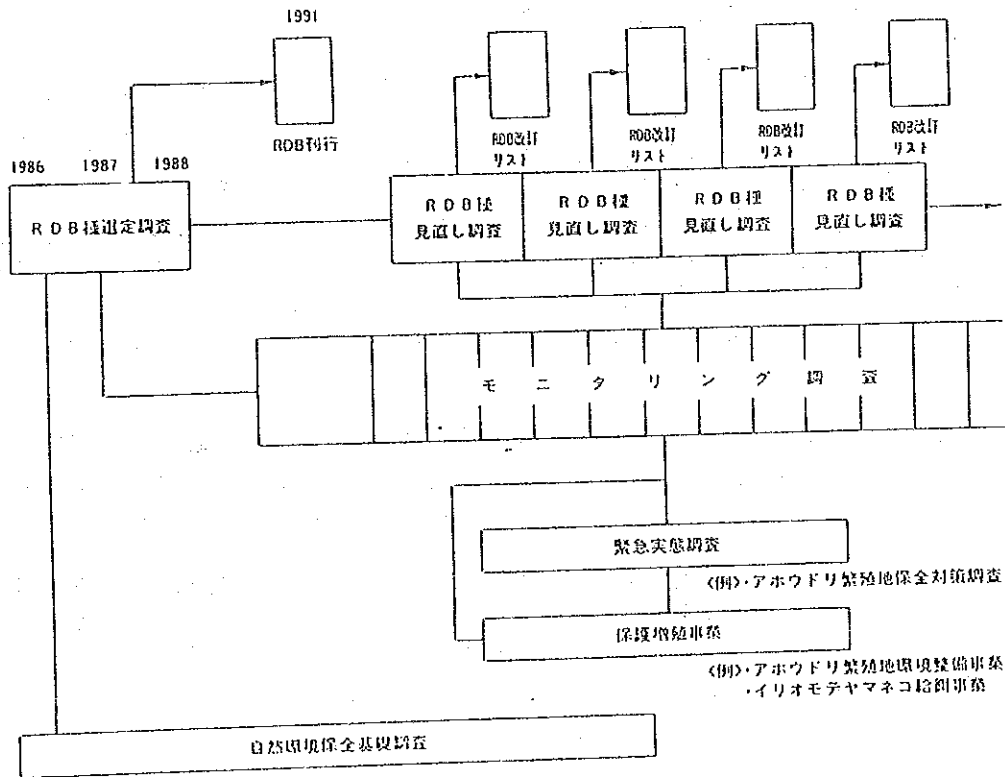 1991
RDB刊行
RDB改訂
リスト
RDB改訂
リスト
RDB改訂
リスト
RDB改訂
リスト
1986
1987
1988
RDB種選定調査
RDB種
見直し調査
RDB種
見直し調査
RDB種
見直し調査
RDB種
見直し調査
モニタリング調査
緊急実態調査
〈例〉・アホウドリ繁殖地保全対策調査
保護増殖事業
〈例〉・アホウドリ繁殖地環境整備事業
・イリオモテヤマネコ給餌事業
自然環境保全基礎調査